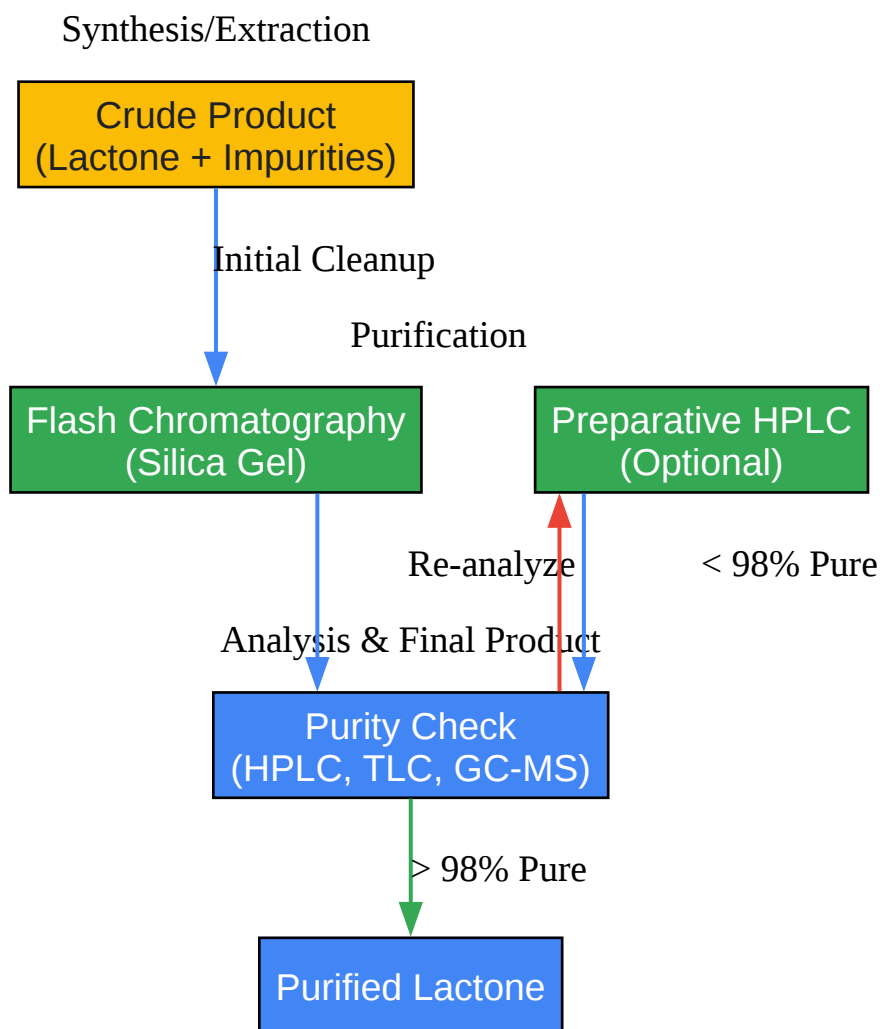 Synthesis/Extraction
Crude Product
(Lactone + Impurities)
Initial Cleanup
Purification
Flash Chromatography
(Silica Gel)
Preparative HPLC
(Optional)
Re-analyze
< 98% Pure
Analysis & Final Product
Purity Check
(HPLC, TLC, GC-MS)
> 98% Pure
Purified Lactone